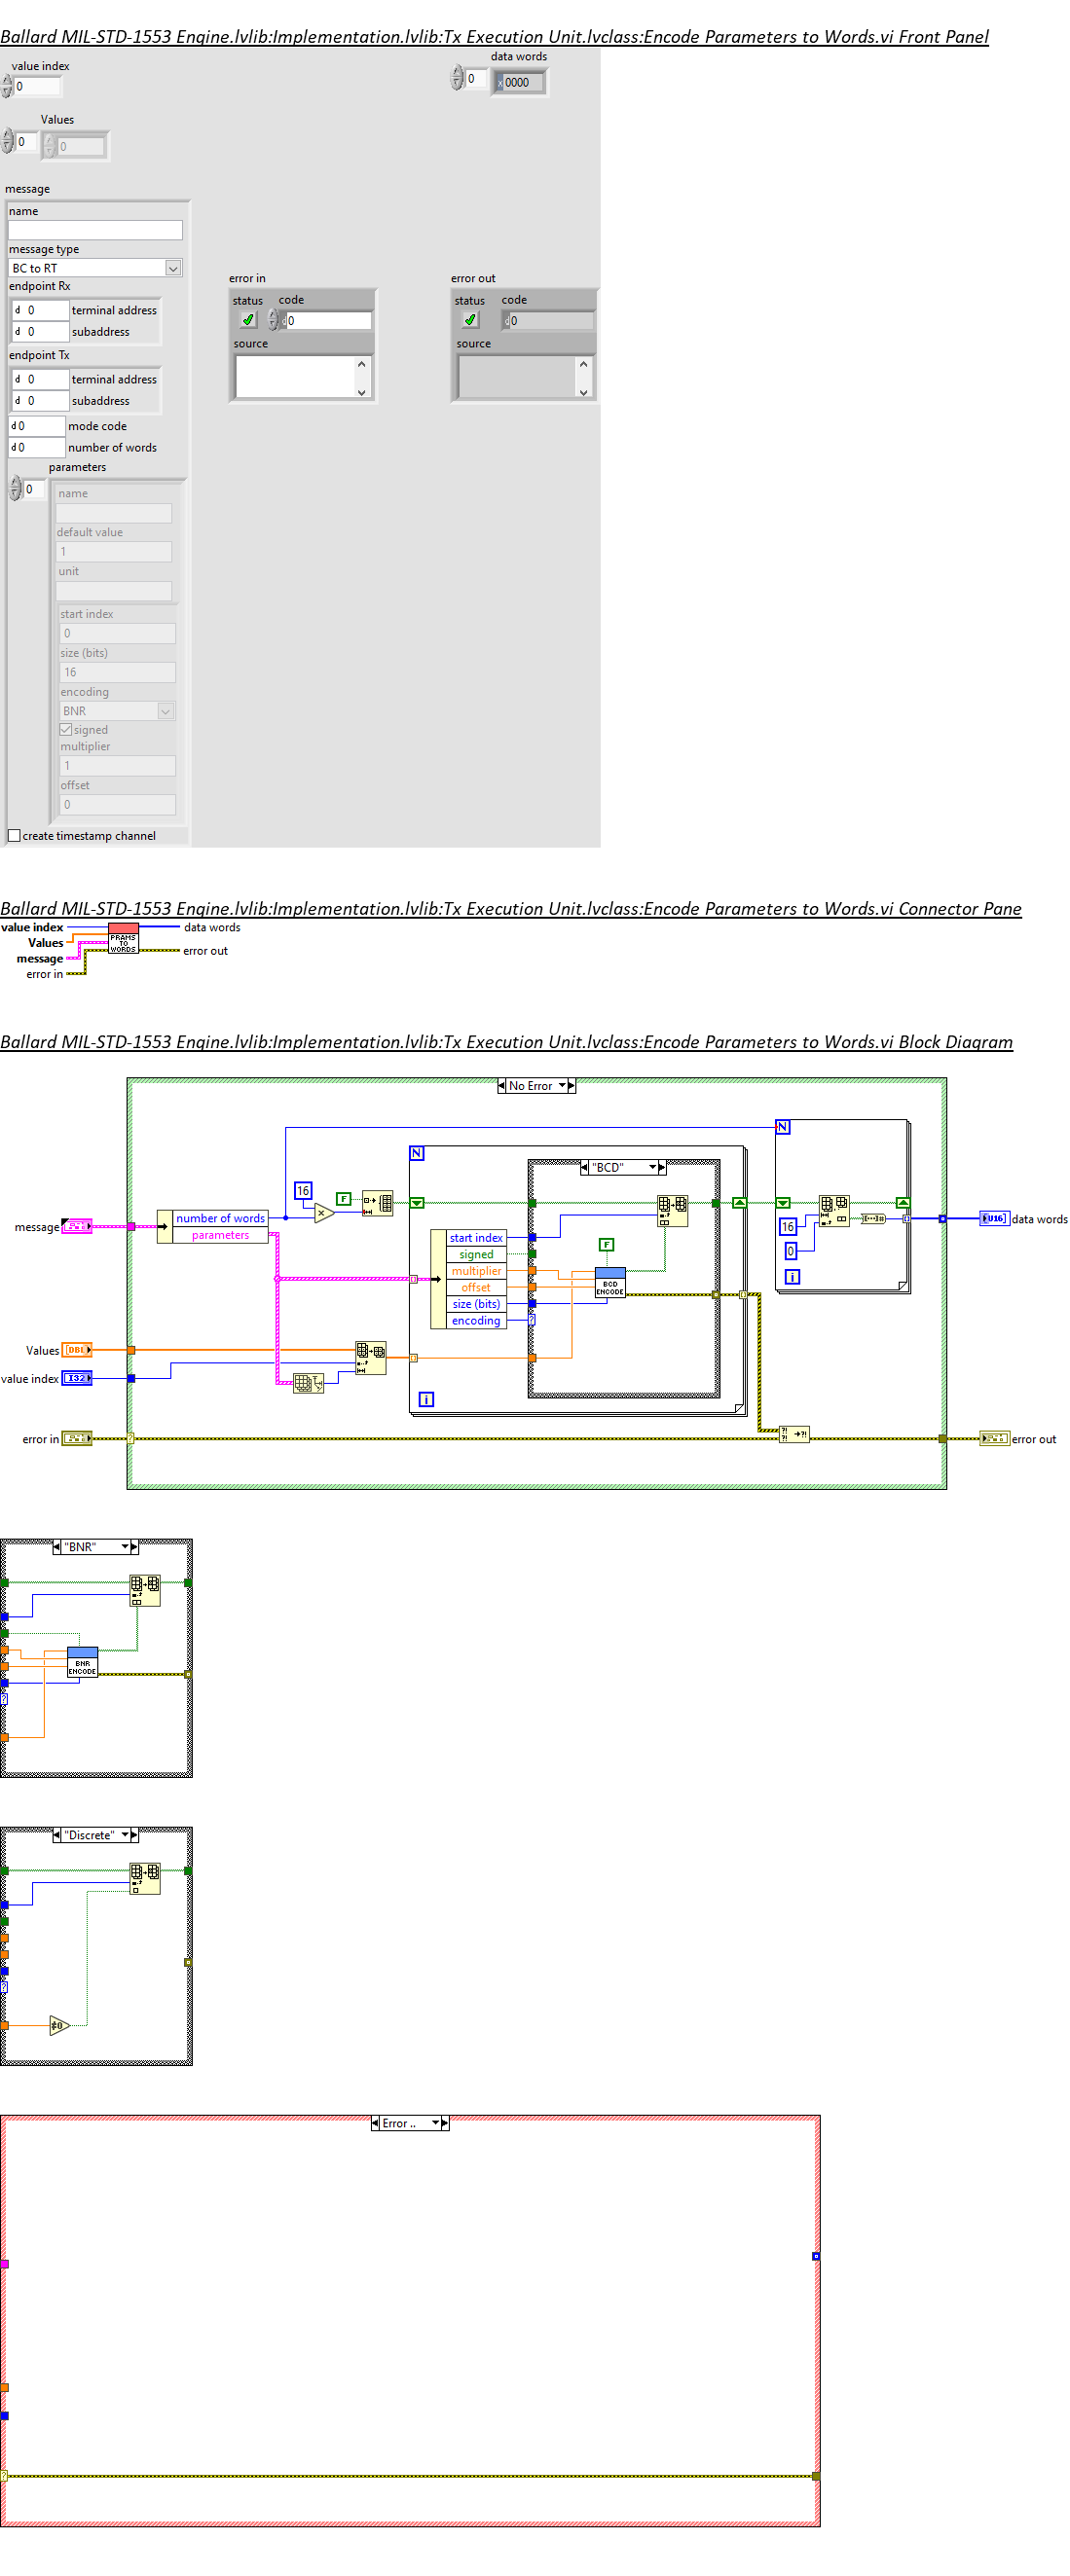 Ballard MIL-STD-1553 Engine.lvlib:Implementation.lvlib:Tx Execution Unit.lvclass:Encode Parameters to Words.vi Front Panel
value index
0
data words
0
x 0000
Values
0
0
message
name
message type
BC to RT
endpoint Rx
d 0 terminal address
d 0 subaddress
endpoint Tx
d 0 terminal address
d 0 subaddress
d 0 mode code
d 0 number of words
parameters
0
name
default value
1
unit
start index
0
size (bits)
16
encoding
BNR
signed
multiplier
1
offset
0
create timestamp channel
error in
status code
d 0
source
error out
status code
d 0
source
Ballard MIL-STD-1553 Engine.lvlib:Implementation.lvlib:Tx Execution Unit.lvclass:Encode Parameters to Words.vi Connector Pane
value index
Values
message
error in
PRAMS
TO
WORDS
data words
error out
Ballard MIL-STD-1553 Engine.lvlib:Implementation.lvlib:Tx Execution Unit.lvclass:Encode Parameters to Words.vi Block Diagram
No Error
N
N
"BCD"
16
F
message
number of words
parameters
16
0
i
U16
data words
start index
signed
multiplier
offset
size (bits)
encoding
F
BCD
ENCODE
Values
DBL
value index
I32
i
error in
error out
"BNR"
BNR
ENCODE
"Discrete"
≠0
Error ..